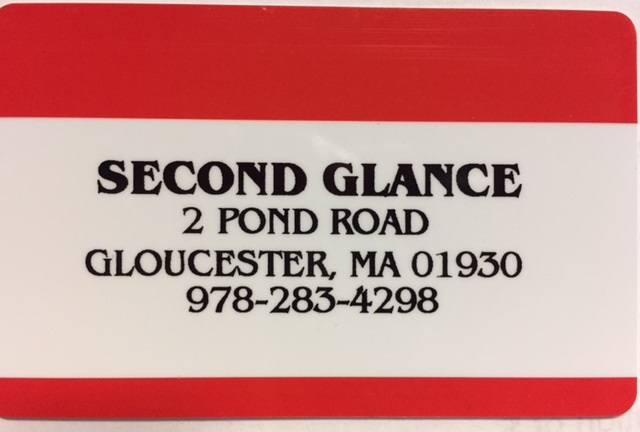 SECOND GLANCE
2 POND ROAD
GLOUCESTER, MA 01930
978-283-4298